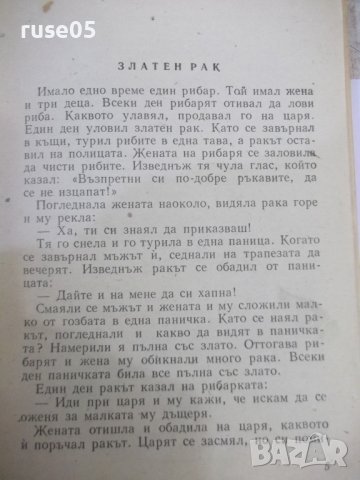 ruse05
ЗЛАТЕН РАК
Имало едно време един рибар. Той имал жена
и три деца. Всеки ден рибарят отивал да лови
риба. Каквото улавял, продавал го на царя.
Един ден уловил златен рак. Като се завърнал
в къщи, турил рибите в една тава, а ракът оста-
вил на полицата. Жената на рибаря се заловила
да чисти рибите. Изведнъж тя чула глас, който
казал: «Възпретни си по-добре ръкавите, да
не се изцапат!»
Погледнала жената наоколо, видяла рака горе
и му рекла:
— Ха, ти си знаял да приказваш!
Тя го снела и го турила в една паница. Когато
се завърнал мъжът ѝ, седнали на трапезата да
вечерят. Изведнъж ракът се обадил от пани-
цата:
— Дайте и на мене да си хапна!
Смаяли се мъжът и жената и му сложили мал-
ко от гозбата в една паничка. Като се наял ра-
кът, погледнали и какво да видят в паничка-
та? Намерили я пълна със злато. Оттогава ри-
барят и жена му обикнали много рака. Всеки
ден паничката била все пълна със злато.
Един ден ракът казал на рибарката:
— Иди при царя и му кажи, че искам да се
оженя за малката му дъщеря.
Жената отишла и обадила на царя, каквото
ѝ поръчал ракът. Царят се засмял, но си
5
BAZAR.bg